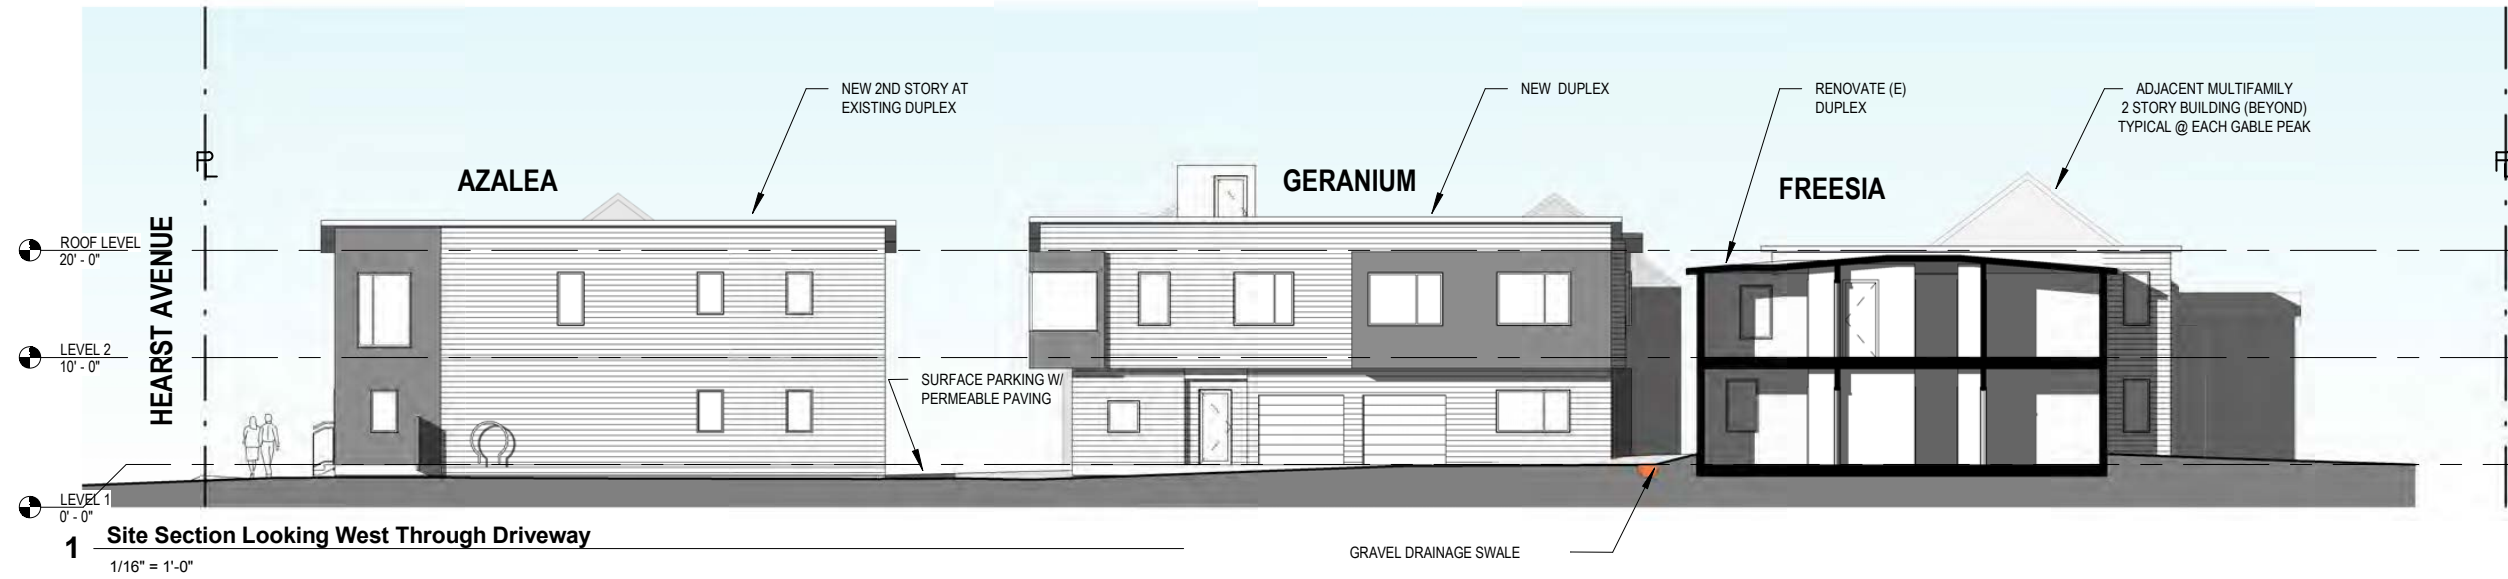 NEW 2ND STORY AT
EXISTING DUPLEX
NEW DUPLEX
RENOVATE (E)
DUPLEX
ADJACENT MULTIFAMILY
2 STORY BUILDING (BEYOND)
TYPICAL @ EACH GABLE PEAK
PL
PL
AZALEA
GERANIUM
FREESIA
HEARST AVENUE
ROOF LEVEL
20' - 0"
LEVEL 2
10' - 0"
SURFACE PARKING W/
PERMEABLE PAVING
LEVEL 1
0' - 0"
GRAVEL DRAINAGE SWALE
1 Site Section Looking West Through Driveway
1/16" = 1'-0"